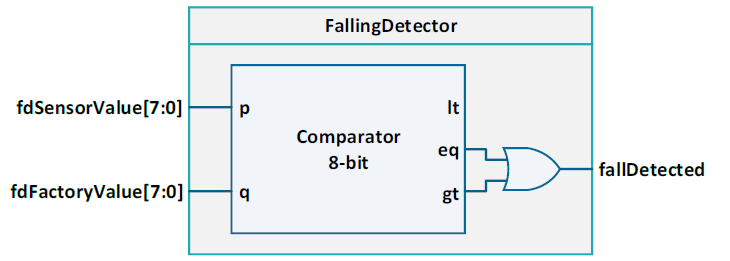 FallingDetector
fdSensorValue[7:0]
p
lt
Comparator
8-bit
eq
fallDetected
fdFactoryValue[7:0]
q
gt